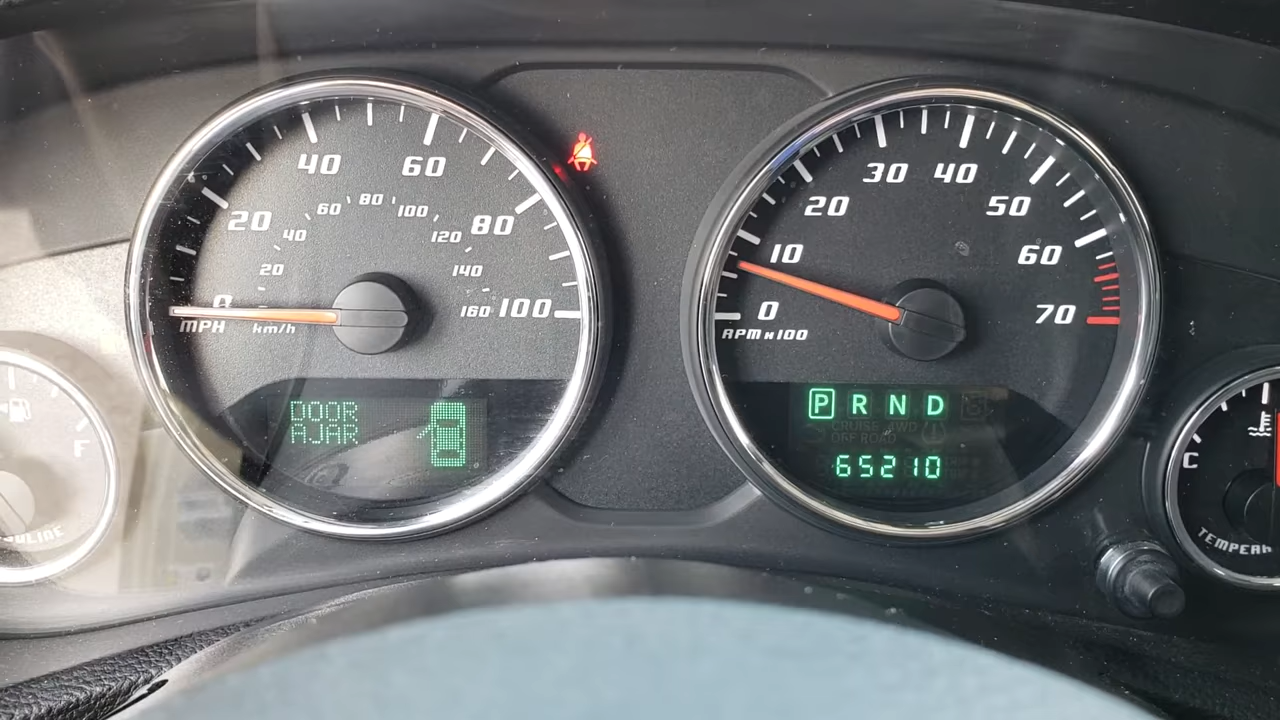 40 60
20 80
60 80 100
40 120
20 140
0 160 100
MPH km/h
DOOR
AJAR
30 40
20 50
10 60
0 70
RPM x 100
P R N D
CRUISE 4WD
OFF ROAD
65210
F
C